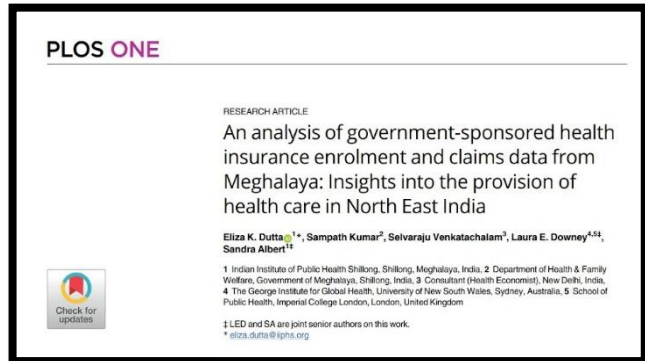 PLOS ONE
RESEARCH ARTICLE
An analysis of government-sponsored health
insurance enrolment and claims data from
Meghalaya: Insights into the provision of
health care in North East India
Eliza K. Dutta¹*, Sampath Kumar², Selvaraju Venkatachalam³, Laura E. Downey⁴,⁵‡,
Sandra Albert¹‡
1 Indian Institute of Public Health Shillong, Shillong, Meghalaya, India, 2 Department of Health & Family
Welfare, Government of Meghalaya, Shillong, India, 3 Consultant (Health Economist), New Delhi, India,
4 The George Institute for Global Health, University of New South Wales, Sydney, Australia, 5 School of
Public Health, Imperial College London, London, United Kingdom
‡ LED and SA are joint senior authors on this work.
* eliza.dutta@iiphs.org
Check for
updates